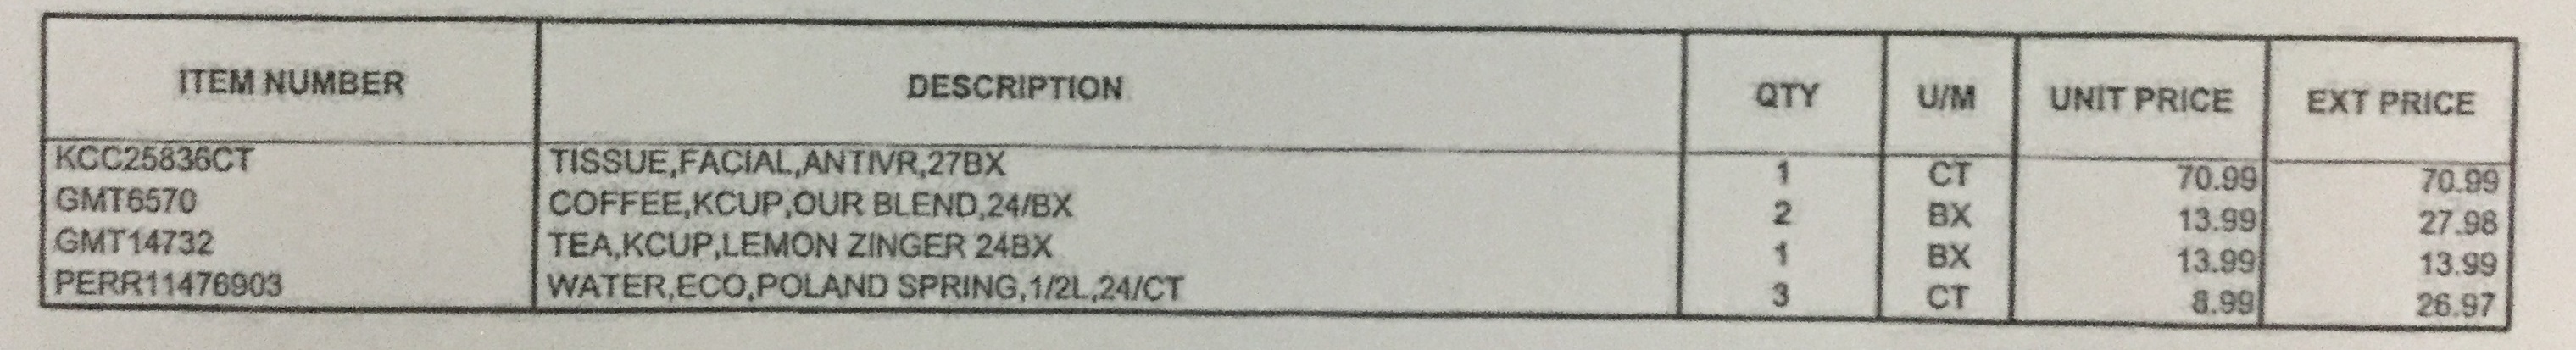 ITEM NUMBER DESCRIPTION QTY U/M UNIT PRICE EXT PRICE
KCC25836CT TISSUE,FACIAL,ANTIVR,27BX 1 CT 70.99 70.99
GMT6570 COFFEE,KCUP,OUR BLEND,24/BX 2 BX 13.99 27.98
GMT14732 TEA,KCUP,LEMON ZINGER 24BX 1 BX 13.99 13.99
PERR11476903 WATER,ECO,POLAND SPRING,1/2L,24/CT 3 CT 8.99 26.97